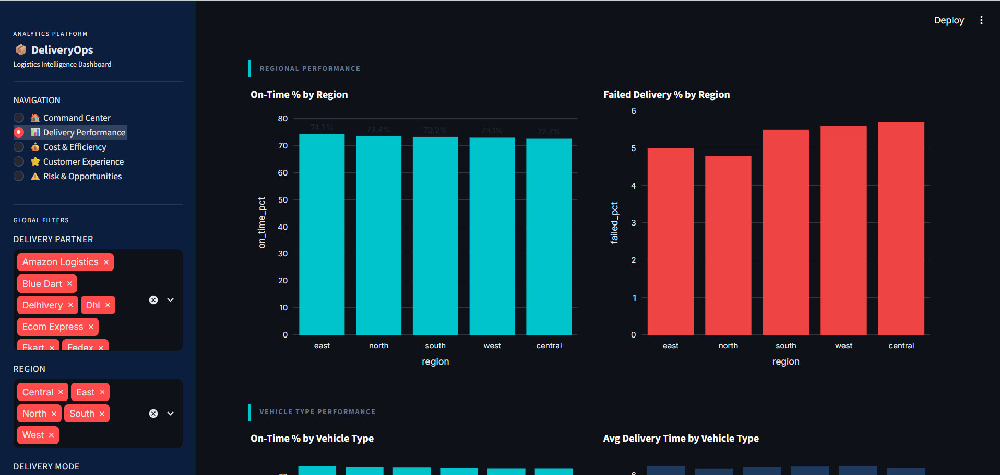 Deploy
ANALYTICS PLATFORM
DeliveryOps
Logistics Intelligence Dashboard
NAVIGATION
Command Center
Delivery Performance
Cost & Efficiency
Customer Experience
Risk & Opportunities
GLOBAL FILTERS
DELIVERY PARTNER
Amazon Logistics ×
Blue Dart ×
Delhivery × Dhl ×
Ecom Express ×
Ekart × Fedex ×
REGION
Central × East ×
North × South ×
West ×
DELIVERY MODE
REGIONAL PERFORMANCE
On-Time % by Region
80
70
60
50
40
30
20
10
0
on_time_pct
74.2% 73.4% 73.2% 73.1% 72.7%
east north south west central
region
Failed Delivery % by Region
6
5
4
3
2
1
0
failed_pct
east north south west central
region
VEHICLE TYPE PERFORMANCE
On-Time % by Vehicle Type
Avg Delivery Time by Vehicle Type